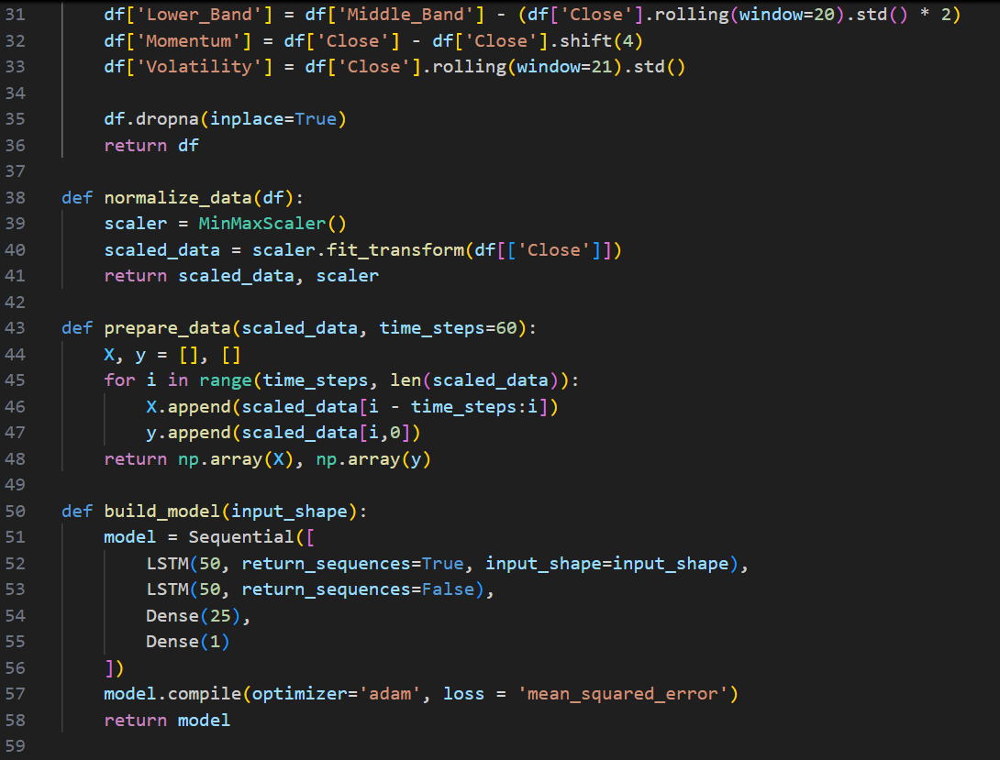 31 df['Lower_Band'] = df['Middle_Band'] - (df['Close'].rolling(window=20).std() * 2)
32 df['Momentum'] = df['Close'] - df['Close'].shift(4)
33 df['Volatility'] = df['Close'].rolling(window=21).std()
34
35 df.dropna(inplace=True)
36 return df
37
38 def normalize_data(df):
39 scaler = MinMaxScaler()
40 scaled_data = scaler.fit_transform(df[['Close']])
41 return scaled_data, scaler
42
43 def prepare_data(scaled_data, time_steps=60):
44 X, y = [], []
45 for i in range(time_steps, len(scaled_data)):
46 X.append(scaled_data[i - time_steps:i])
47 y.append(scaled_data[i,0])
48 return np.array(X), np.array(y)
49
50 def build_model(input_shape):
51 model = Sequential([
52 LSTM(50, return_sequences=True, input_shape=input_shape),
53 LSTM(50, return_sequences=False),
54 Dense(25),
55 Dense(1)
56 ])
57 model.compile(optimizer='adam', loss = 'mean_squared_error')
58 return model
59